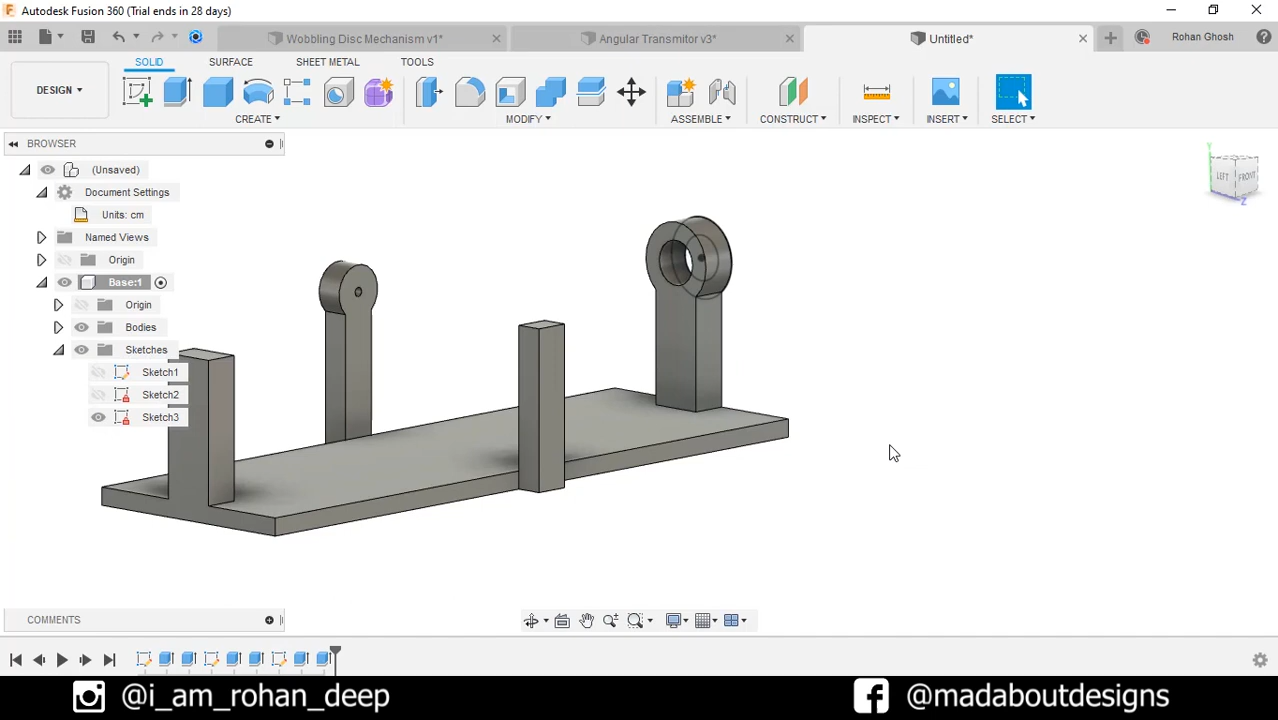 Autodesk Fusion 360 (Trial ends in 28 days)
Wobbling Disc Mechanism v1*
Angular Transmitor v3*
Untitled*
Rohan Ghosh
DESIGN
SOLID
SURFACE
SHEET METAL
TOOLS
CREATE
MODIFY
ASSEMBLE
CONSTRUCT
INSPECT
INSERT
SELECT
BROWSER
(Unsaved)
Document Settings
Units: cm
Named Views
Origin
Base:1
Origin
Bodies
Sketches
Sketch1
Sketch2
Sketch3
Y
LEFT
FRONT
Z
COMMENTS
@i_am_rohan_deep
@madaboutdesigns